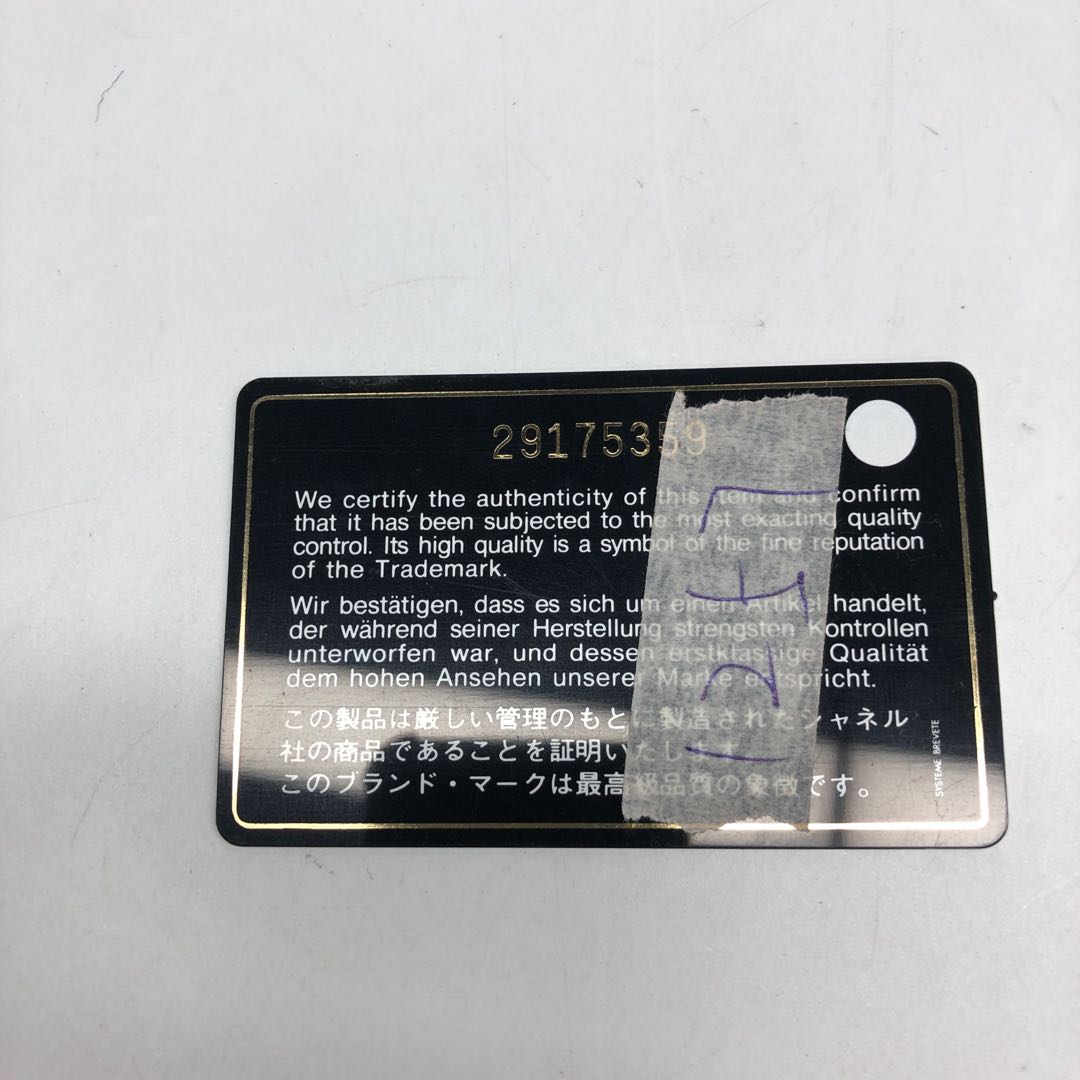 29175359
We certify the authenticity of this item and confirm
that it has been subjected to the most exacting quality
control. Its high quality is a symbol of the fine reputation
of the Trademark.
Wir bestätigen, dass es sich um einen Artikel handelt,
der während seiner Herstellung strengsten Kontrollen
unterworfen war, und dessen erstklassige Qualität
dem hohen Ansehen unserer Marke entspricht.
この製品は厳しい管理のもとに製造されたシャネル
社の商品であることを証明いたします。
このブランド・マークは最高級品質の象徴です。
SYSTEME BREVETE